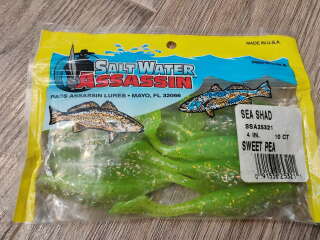 MADE IN U.S.A.
SALT WATER
ASSASSIN
BASS ASSASSIN LURES • MAYO, FL 32066
SEA SHAD
SSA25321
4 IN. 10 CT
SWEET PEA